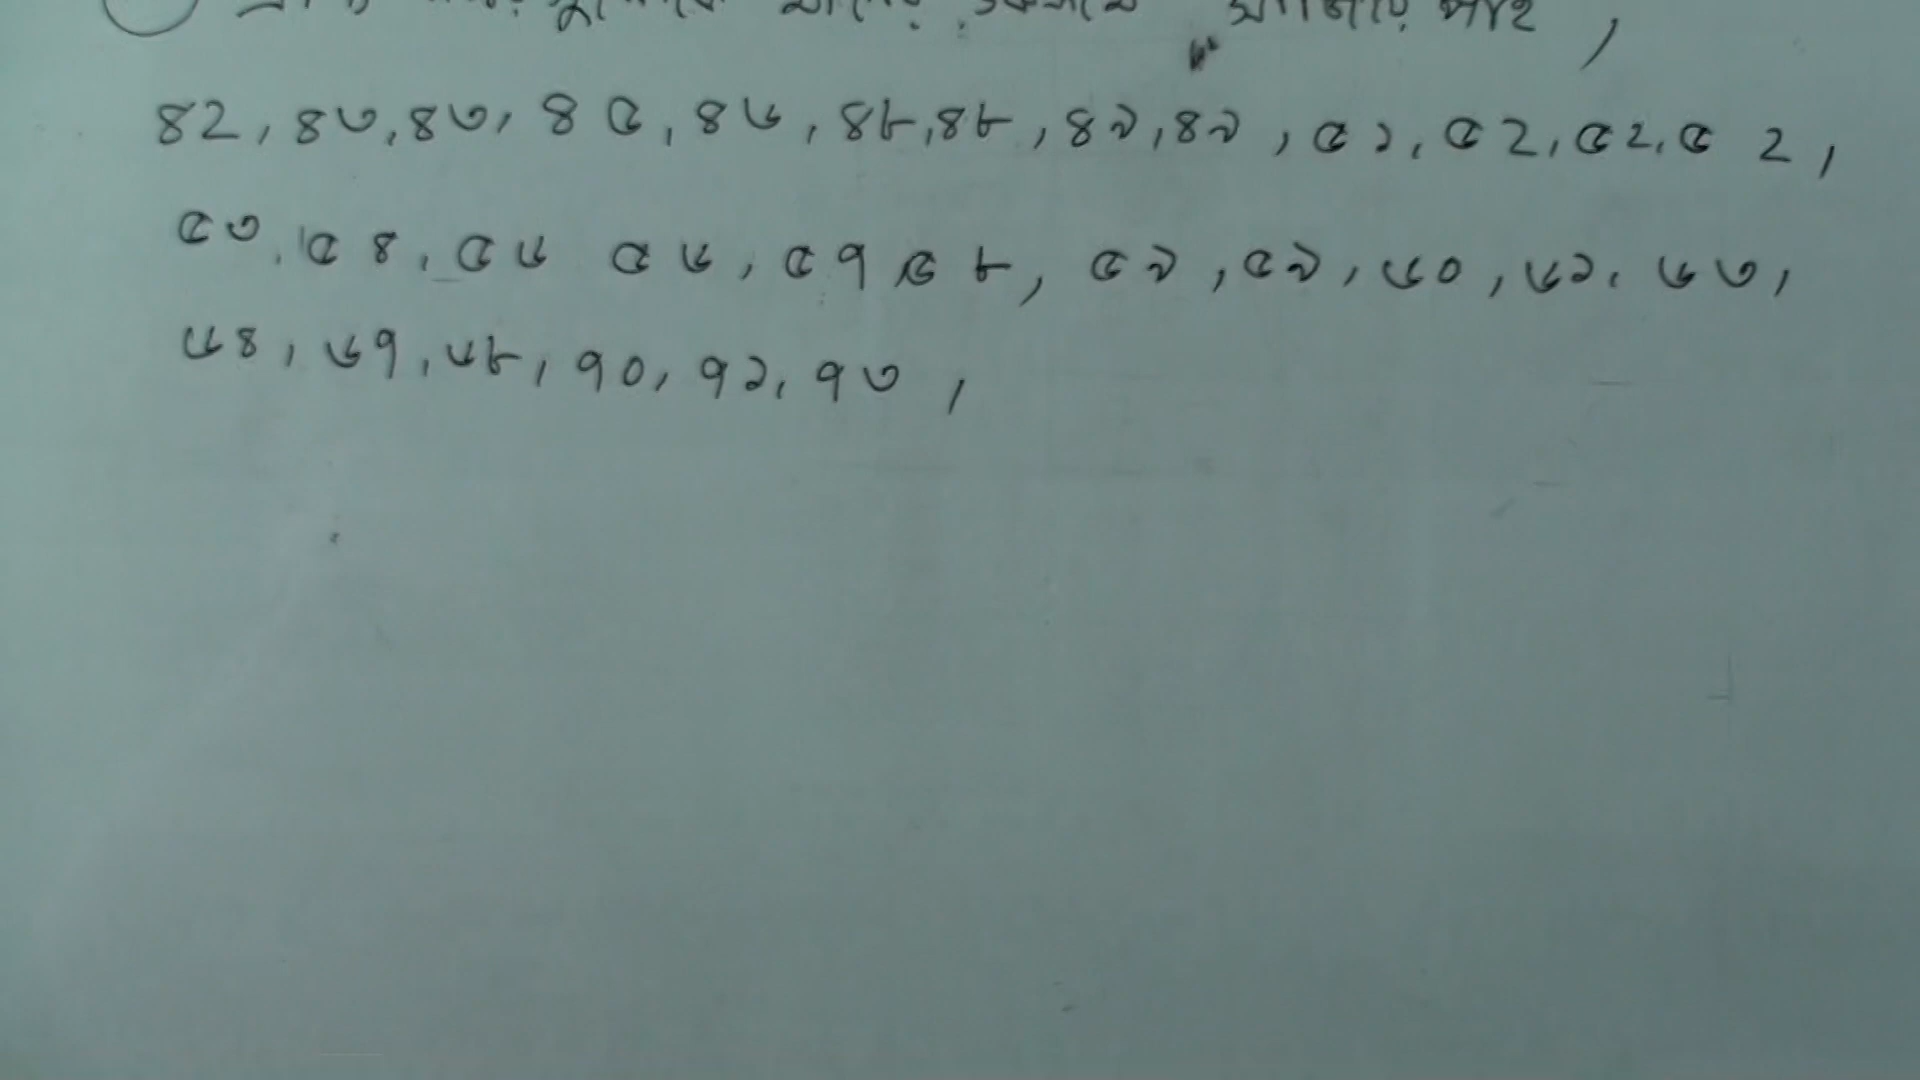 সাজিয়ে পাই,
৪২, ৪৩, ৪৩, ৪৫, ৪৬, ৪৮, ৪৮, ৪৯, ৪৯, ৫১, ৫২, ৫২, ৫২,
৫৩, ৫৪, ৫৬ ৫৬, ৫৭ ৫৮, ৫৯, ৫৯, ৬০, ৬১, ৬৩,
৬৪, ৬৭, ৬৮, ৭০, ৭১, ৭৩,